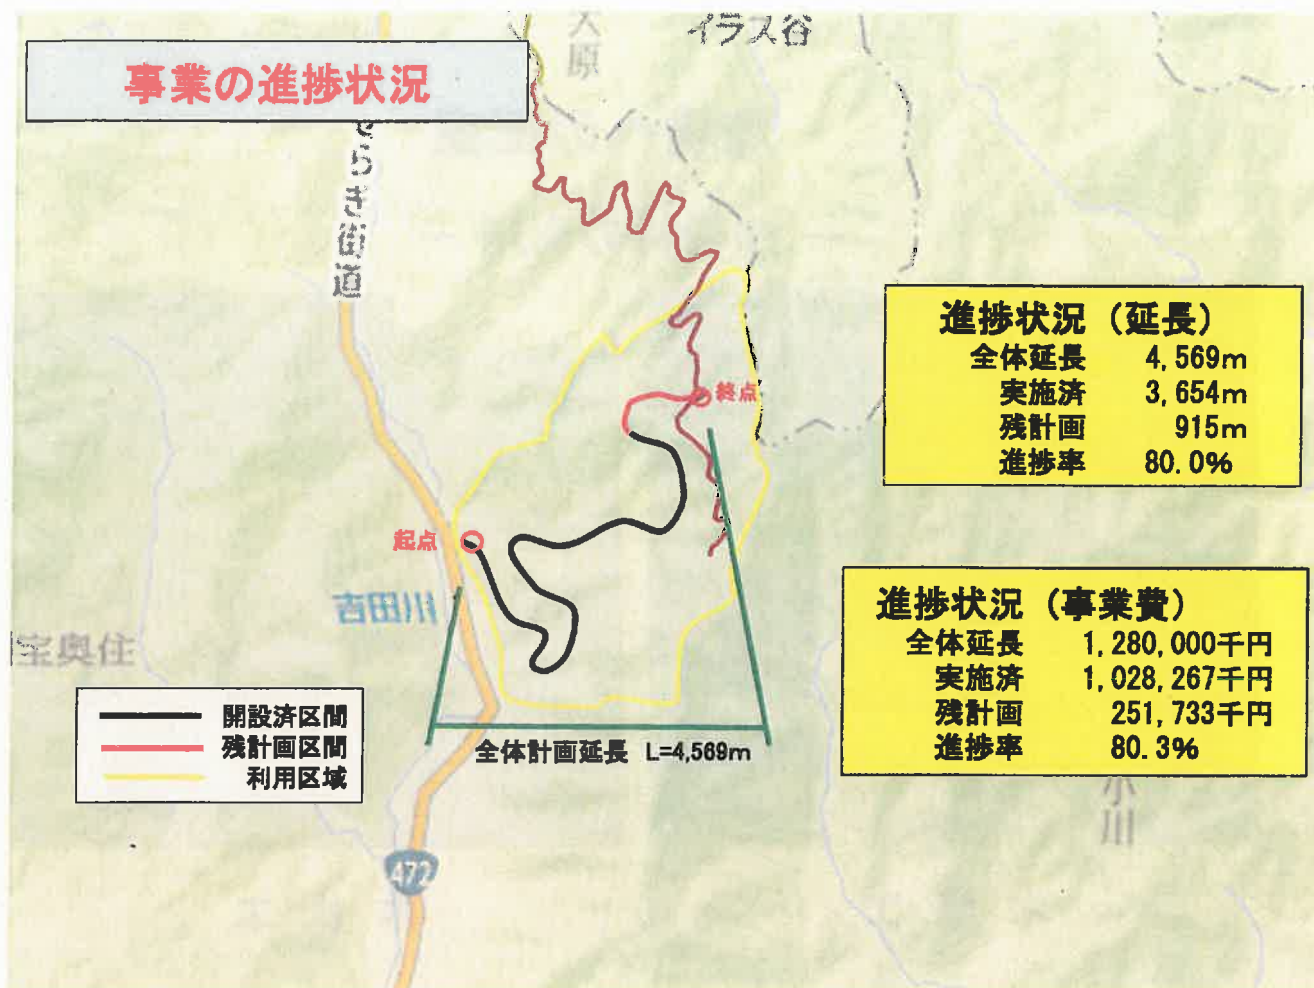 イラス谷
大原
事業の進捗状況
せせらぎ街道
進捗状況（延長）
全体延長 4,569m
実施済 3,654m
残計画 915m
進捗率 80.0%
終点
起点
吉田川
宝奥住
進捗状況（事業費）
全体延長 1,280,000千円
実施済 1,028,267千円
残計画 251,733千円
進捗率 80.3%
開設済区間
残計画区間
利用区域
全体計画延長 L=4,569m
小川
472